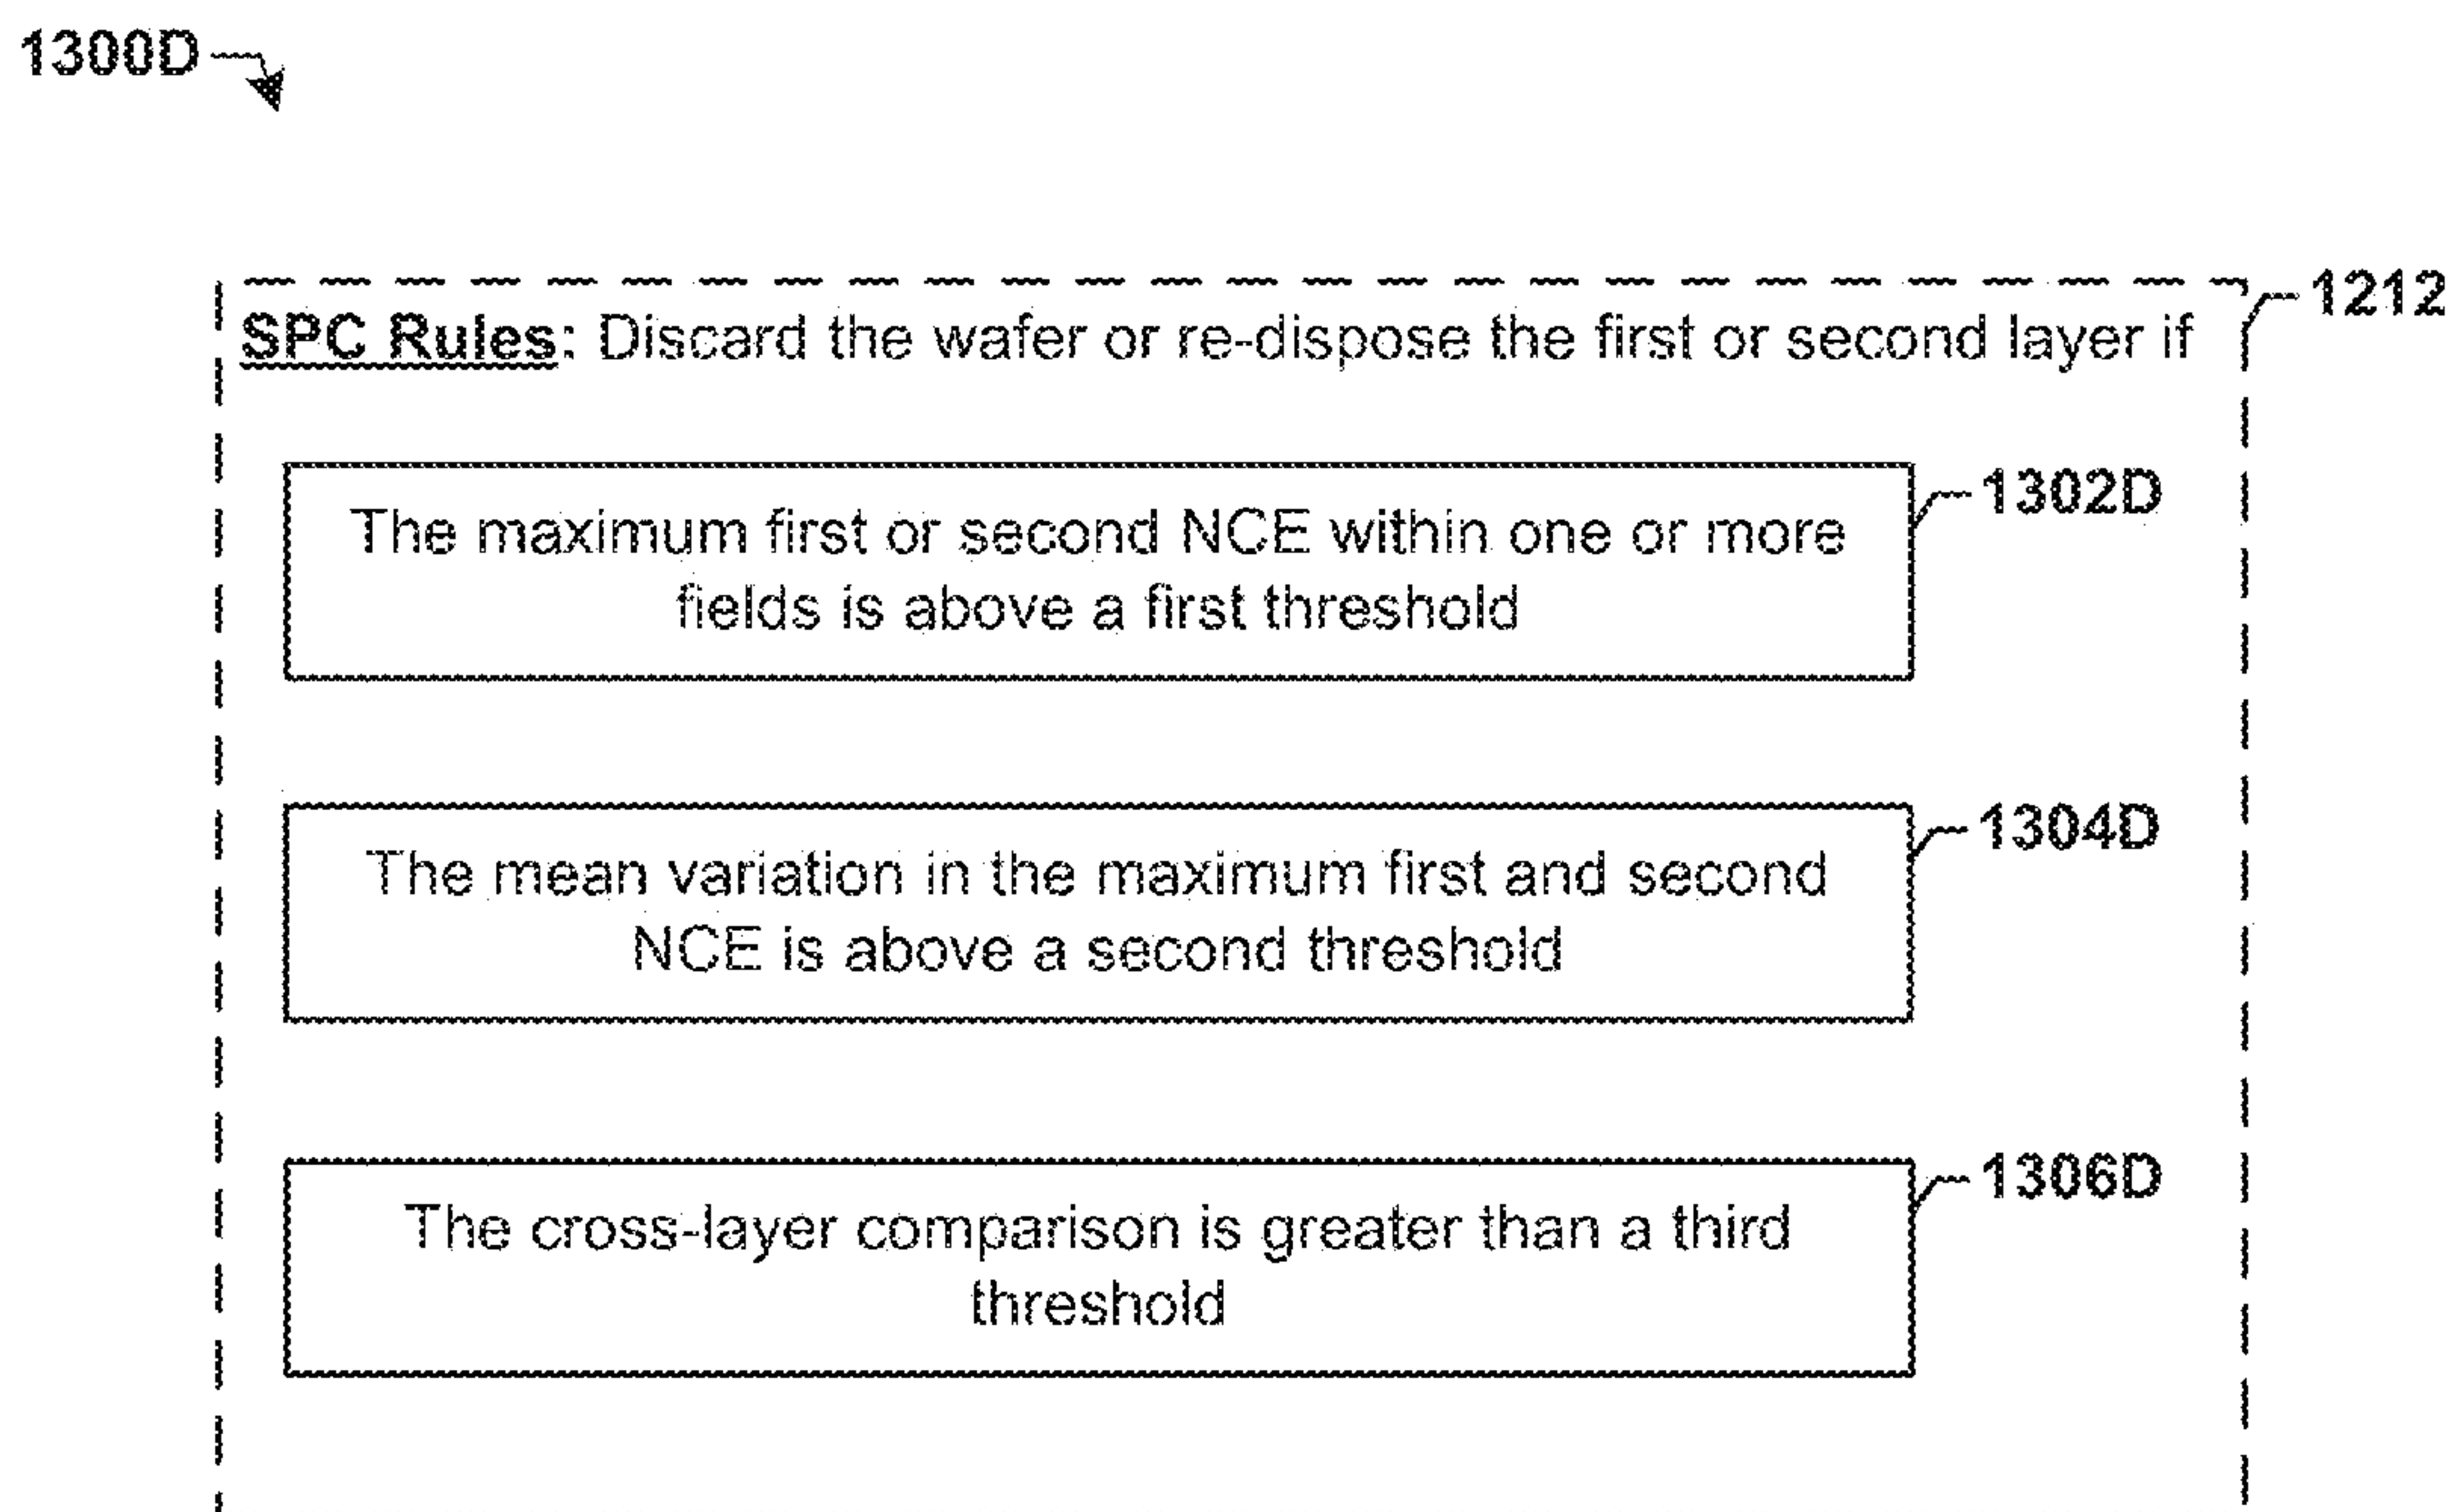 1300D
1212
SPC Rules: Discard the wafer or re-dispose the first or second layer if
1302D
The maximum first or second NCE within one or more
fields is above a first threshold
1304D
The mean variation in the maximum first and second
NCE is above a second threshold
1306D
The cross-layer comparison is greater than a third
threshold